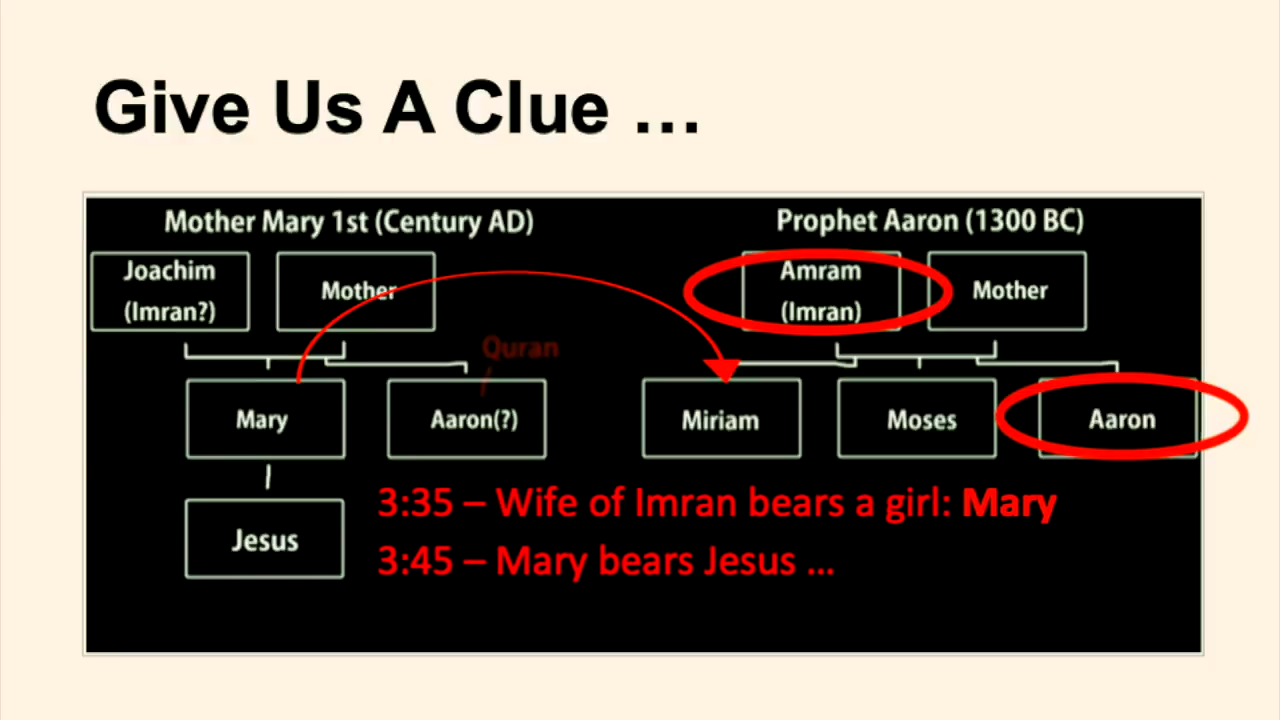 Give Us A Clue …
Mother Mary 1st (Century AD)
Prophet Aaron (1300 BC)
Joachim
(Imran?)
Mother
Amram
(Imran)
Mother
Quran
Mary
Aaron(?)
Miriam
Moses
Aaron
3:35 – Wife of Imran bears a girl: Mary
Jesus
3:45 – Mary bears Jesus …